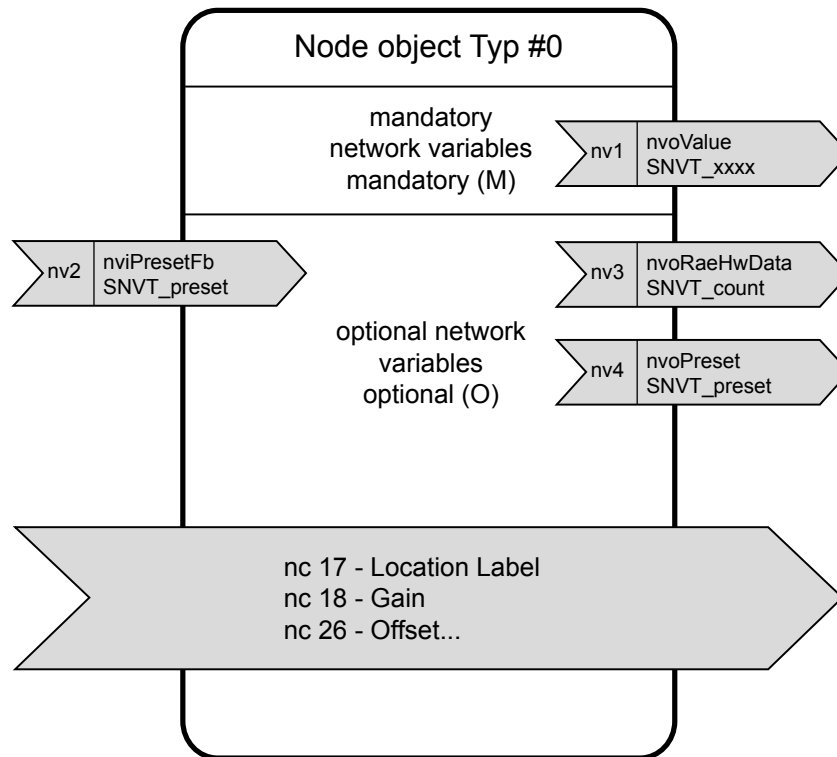 Node object Typ #0
mandatory
network variables
mandatory (M)
nv1
nvoValue
SNVT_xxxx
nv2
nviPresetFb
SNVT_preset
nv3
nvoRaeHwData
SNVT_count
optional network
variables
optional (O)
nv4
nvoPreset
SNVT_preset
nc 17 - Location Label
nc 18 - Gain
nc 26 - Offset...